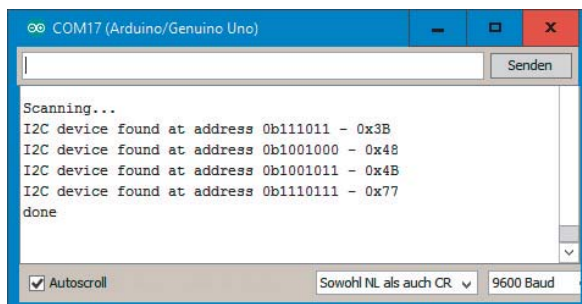 COM17 (Arduino/Genuino Uno)
Senden
Scanning...
I2C device found at address 0b111011 - 0x3B
I2C device found at address 0b1001000 - 0x48
I2C device found at address 0b1001011 - 0x4B
I2C device found at address 0b1110111 - 0x77
done
Autoscroll Sowohl NL als auch CR 9600 Baud